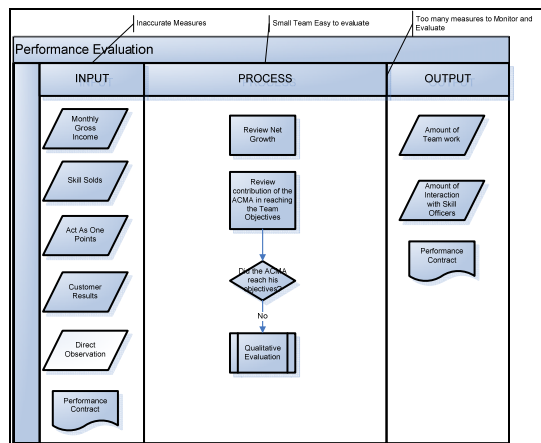 Inaccurate Measures
Small Team Easy to evaluate
Too many measures to Monitor and
Evaluate
Performance Evaluation
INPUT
PROCESS
OUTPUT
Monthly
Gross
Income
Skill Solds
Act As One
Points
Customer
Results
Direct
Observation
Performance
Contract
Review Net
Growth
Review
contribution of the
ACMA in reaching
the Team
Objectives
Did the ACMA
reach his
objectives?
No
Qualitative
Evaluation
Amount of
Team work
Amount of
Interaction
with Skill
Officers
Performance
Contract